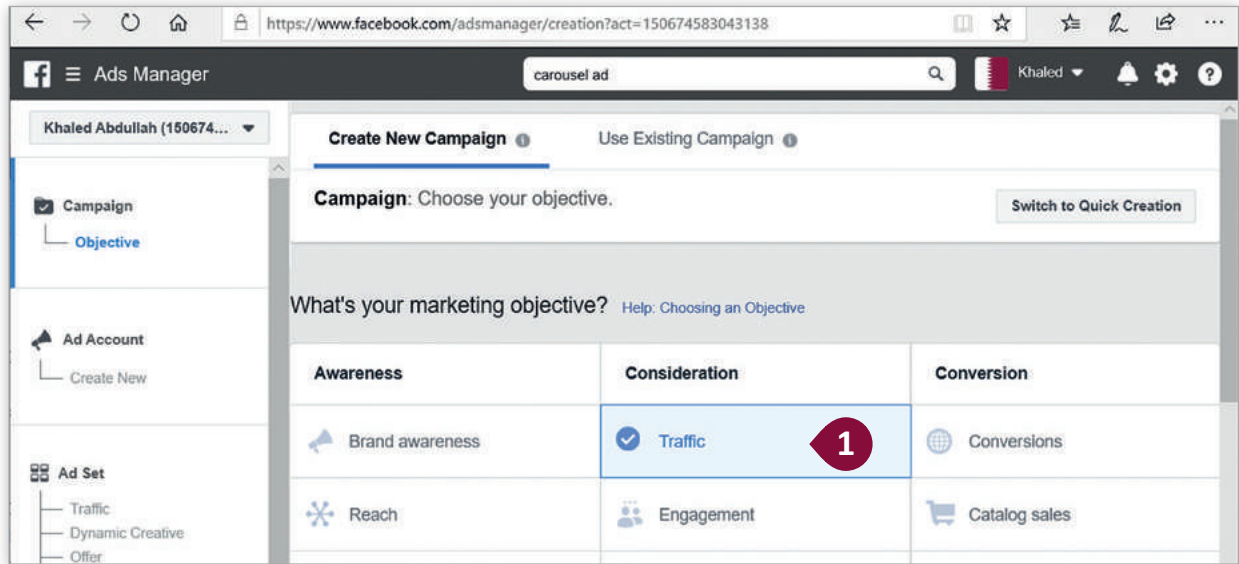 https://www.facebook.com/adsmanager/creation?act=150674583043138
f Ads Manager
carousel ad
Khaled
Khaled Abdullah (150674...
Create New Campaign
Use Existing Campaign
Campaign: Choose your objective.
Switch to Quick Creation
Campaign
Objective
What's your marketing objective? Help: Choosing an Objective
Ad Account
Create New
Awareness
Consideration
Conversion
Brand awareness
Traffic
1
Conversions
Ad Set
Traffic
Dynamic Creative
Offer
Reach
Engagement
Catalog sales